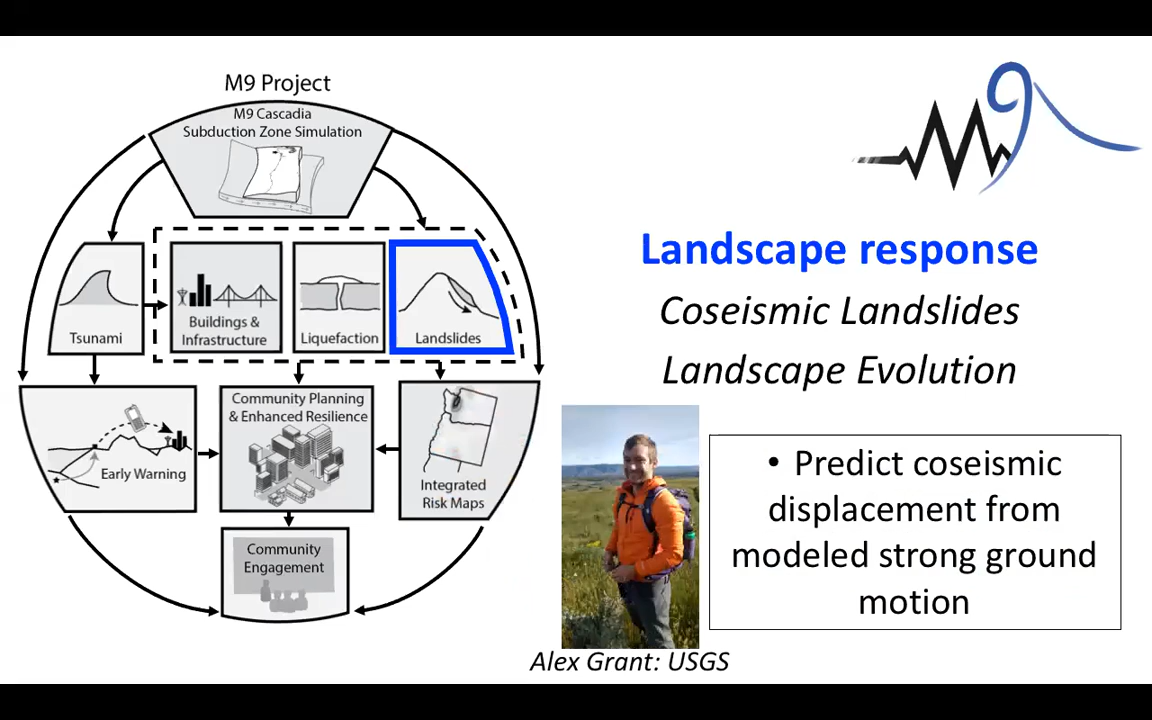 M9 Project
M9 Cascadia
Subduction Zone Simulation
Tsunami
Buildings &
Infrastructure
Liquefaction
Landslides
Early Warning
Community Planning
& Enhanced Resilience
Integrated
Risk Maps
Community
Engagement
M9
Landscape response
Coseismic Landslides
Landscape Evolution
• Predict coseismic
displacement from
modeled strong ground
motion
Alex Grant: USGS